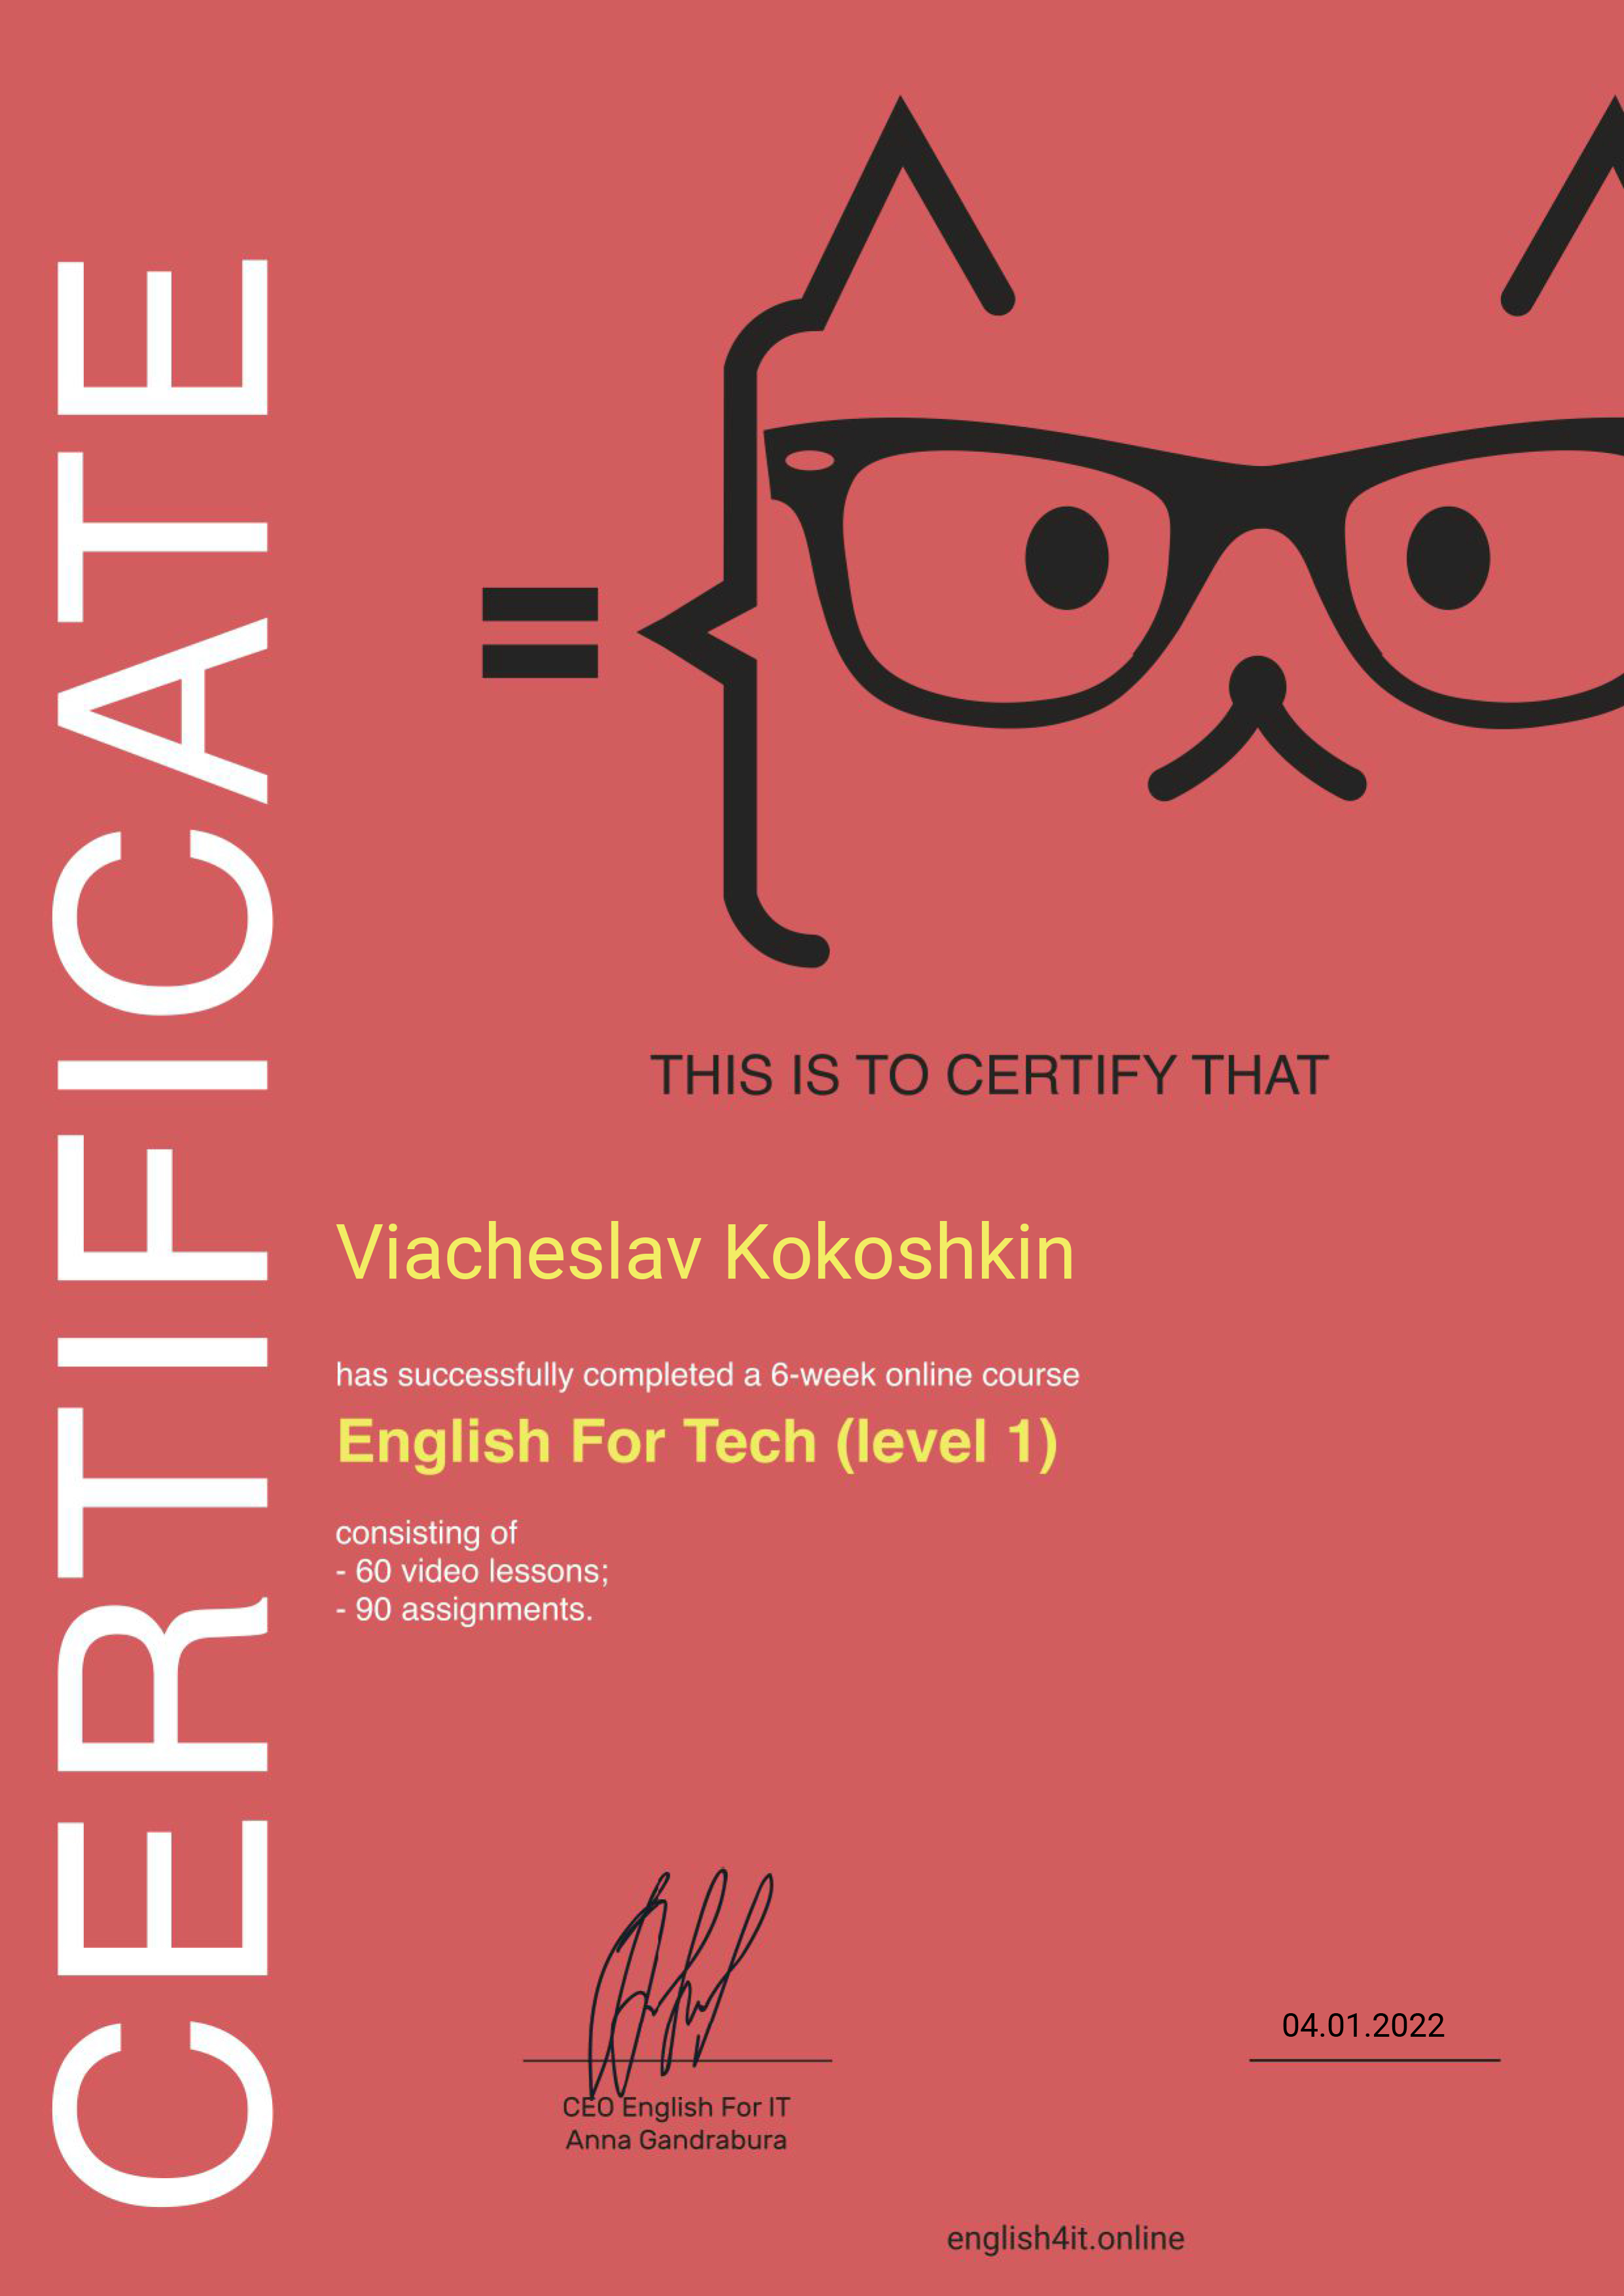 CERTIFICATE
THIS IS TO CERTIFY THAT
Viacheslav Kokoshkin
has successfully completed a 6-week online course
English For Tech (level 1)
consisting of
- 60 video lessons;
- 90 assignments.
04.01.2022
CEO English For IT
Anna Gandrabura
english4it.online